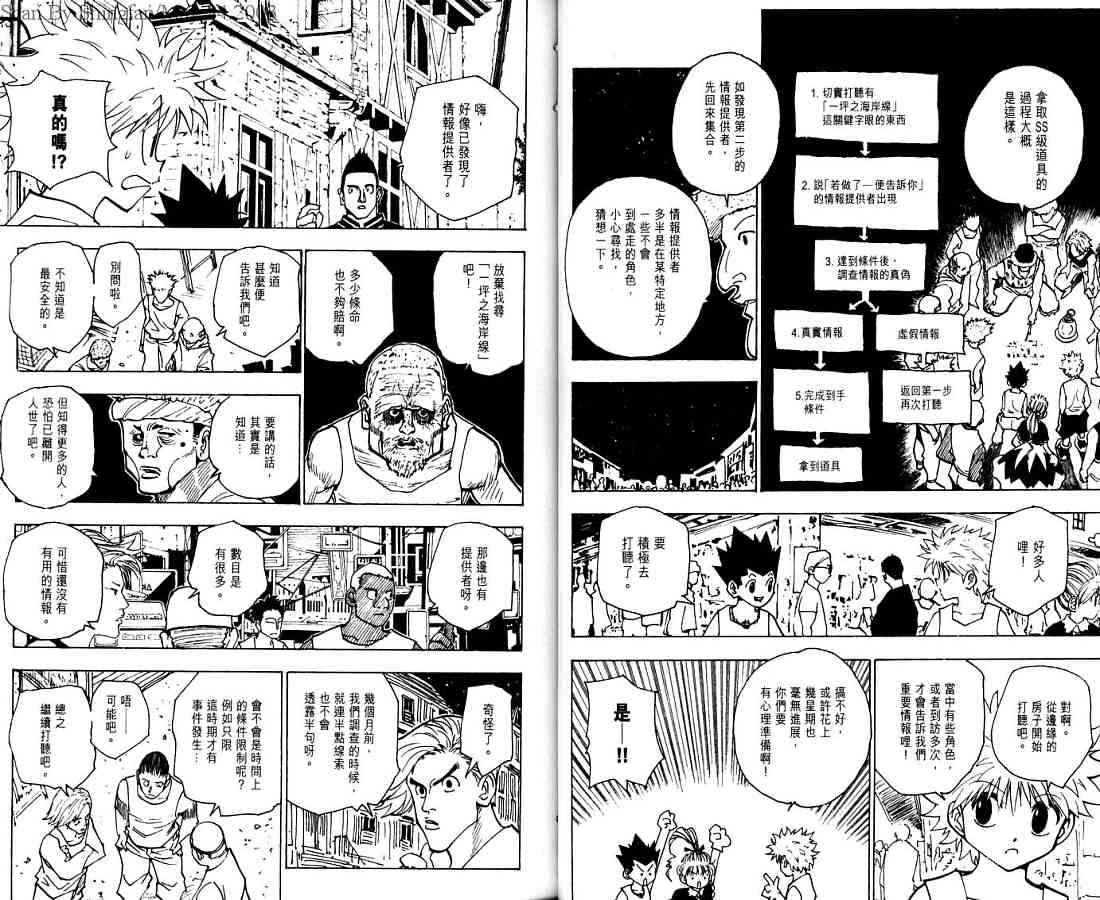 拿取SS級道具的
過程大概
是這樣。
1. 切實打聽有
「一坪之海岸線」
這關鍵字眼的東西
2. 說「若做了—便告訴你」
的情報提供者出現
3. 達到條件後，
調查情報的真偽
4. 真實情報
虛假情報
5. 完成到手
條件
返回第一步
再次打聽
拿到道具
如發現第二步的
情報提供者，
先回來集合。
情報提供者
多半是在某特定地方，
一些不會
到處走的角色，
小心尋找，
猜想一下。
好多人
哩！
要
積極去
打聽了。
對啊。
從邊緣的
房子開始
打聽吧。
當中有些角色
或者到訪多次，
才會告訴我們
重要情報哩！
搞不好，
或許花上
幾星期也
毫無進展，
你們要
有心理準備啊！
是—!!
嗨，
好像已發現了
情報提供者了。
真的嗎!?
放棄找尋
「一坪之海岸線」
吧！
多少條命
也不夠賠啊。
知道
甚麼便
告訴我們吧。
別問啦。
不知道是
最安全的。
要講的話，
其實是
知道…
但知得更多的人，
恐怕已離開
人世了吧。
那邊也有
提供者呀。
數目是
有很多。
可惜還沒有
有用的情報。
奇怪了。
幾個月前，
我們調查的時候，
就連半點線索
也不會
透露半句呀。
會不會是時間上
的條件限制呢？
例如只限
這時期才有
事件發生…
唔—
可能吧。
總之
繼續打聽吧。